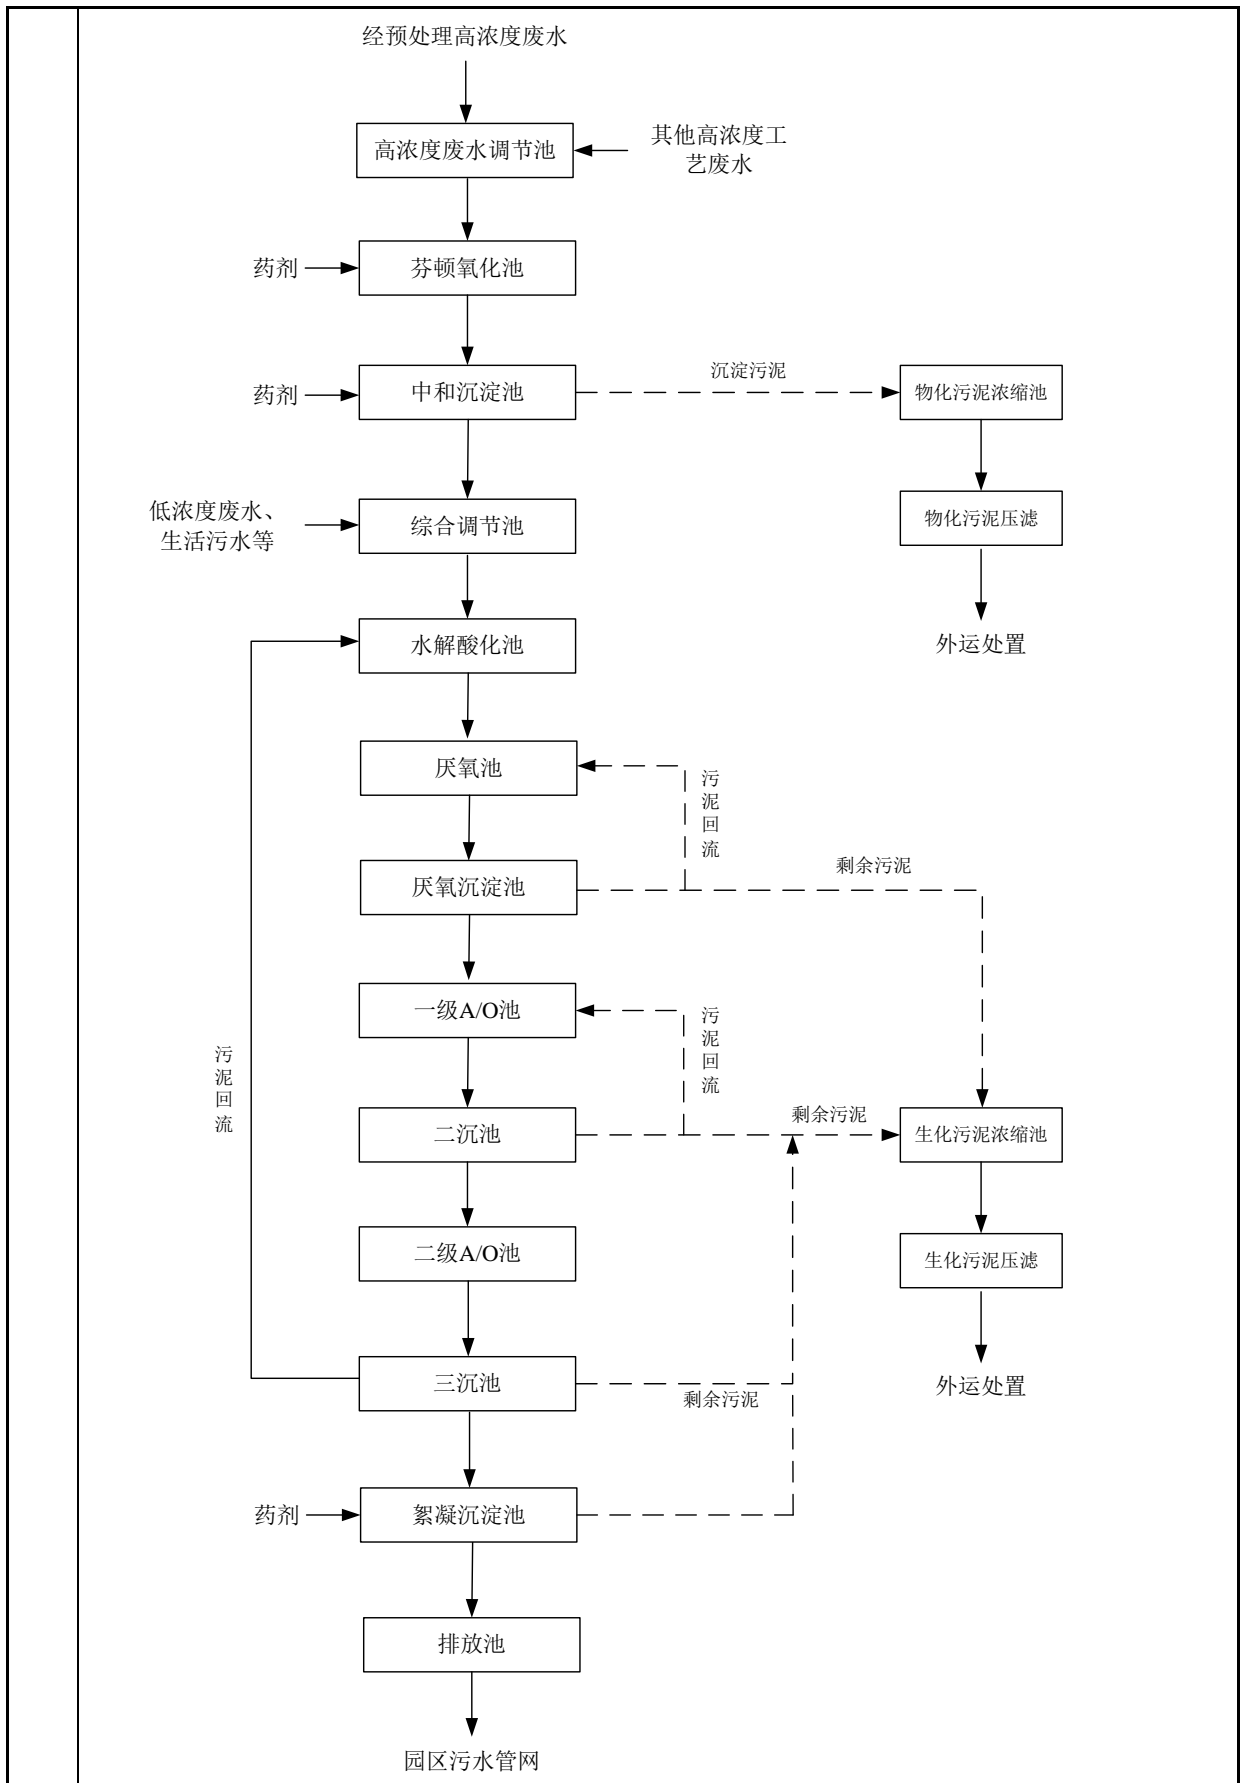 经预处理高浓度废水
高浓度废水调节池
其他高浓度工
艺废水
药剂
芬顿氧化池
药剂
中和沉淀池
沉淀污泥
物化污泥浓缩池
低浓度废水、
生活污水等
综合调节池
物化污泥压滤
水解酸化池
外运处置
厌氧池
污泥回流
厌氧沉淀池
剩余污泥
一级A/O池
污泥回流
污泥回流
二沉池
剩余污泥
生化污泥浓缩池
二级A/O池
生化污泥压滤
三沉池
剩余污泥
外运处置
药剂
絮凝沉淀池
排放池
园区污水管网